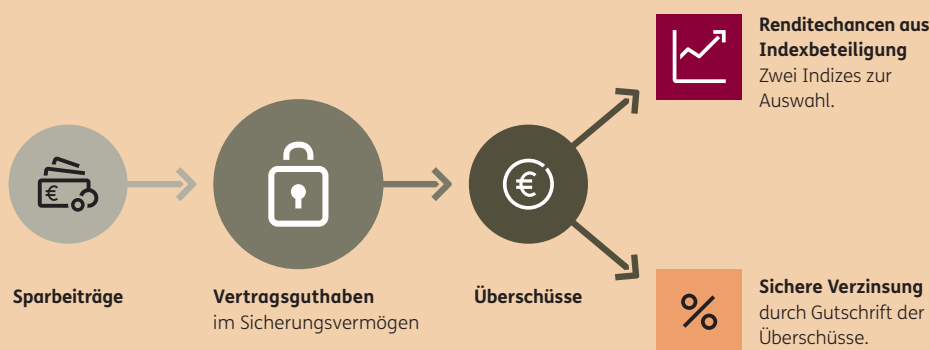 Renditechancen aus
Indexbeteiligung
Zwei Indizes zur
Auswahl.
€
€
Sparbeiträge
Vertragsguthaben
im Sicherungsvermögen
Überschüsse
%
Sichere Verzinsung
durch Gutschrift der
Überschüsse.